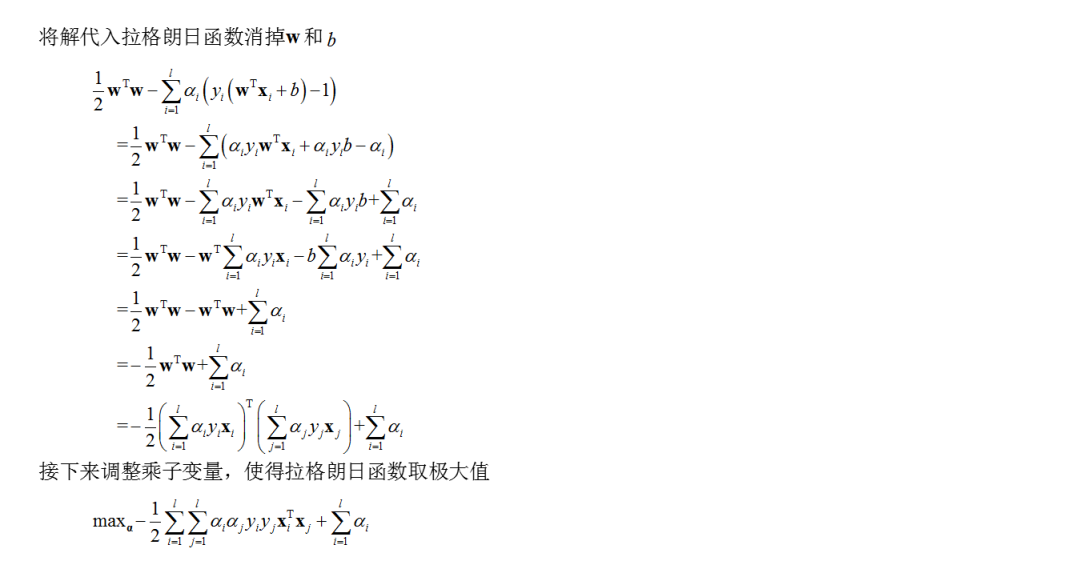 将解代入拉格朗日函数消掉w和b
\frac{1}{2}\mathbf{w}^{\mathrm{T}}\mathbf{w}-\sum_{i=1}^{l}\alpha_i\left(y_i\left(\mathbf{w}^{\mathrm{T}}\mathbf{x}_i+b\right)-1\right)
=\frac{1}{2}\mathbf{w}^{\mathrm{T}}\mathbf{w}-\sum_{i=1}^{l}\left(\alpha_i y_i\mathbf{w}^{\mathrm{T}}\mathbf{x}_i+\alpha_i y_i b-\alpha_i\right)
=\frac{1}{2}\mathbf{w}^{\mathrm{T}}\mathbf{w}-\sum_{i=1}^{l}\alpha_i y_i\mathbf{w}^{\mathrm{T}}\mathbf{x}_i-\sum_{i=1}^{l}\alpha_i y_i b+\sum_{i=1}^{l}\alpha_i
=\frac{1}{2}\mathbf{w}^{\mathrm{T}}\mathbf{w}-\mathbf{w}^{\mathrm{T}}\sum_{i=1}^{l}\alpha_i y_i\mathbf{x}_i-b\sum_{i=1}^{l}\alpha_i y_i+\sum_{i=1}^{l}\alpha_i
=\frac{1}{2}\mathbf{w}^{\mathrm{T}}\mathbf{w}-\mathbf{w}^{\mathrm{T}}\mathbf{w}+\sum_{i=1}^{l}\alpha_i
=-\frac{1}{2}\mathbf{w}^{\mathrm{T}}\mathbf{w}+\sum_{i=1}^{l}\alpha_i
=-\frac{1}{2}\left(\sum_{i=1}^{l}\alpha_i y_i\mathbf{x}_i\right)^{\mathrm{T}}\left(\sum_{j=1}^{l}\alpha_j y_j\mathbf{x}_j\right)+\sum_{i=1}^{l}\alpha_i
接下来调整乘子变量，使得拉格朗日函数取极大值
\max_{\boldsymbol{\alpha}}-\frac{1}{2}\sum_{i=1}^{l}\sum_{j=1}^{l}\alpha_i\alpha_j y_i y_j\mathbf{x}_i^{\mathrm{T}}\mathbf{x}_j+\sum_{i=1}^{l}\alpha_i